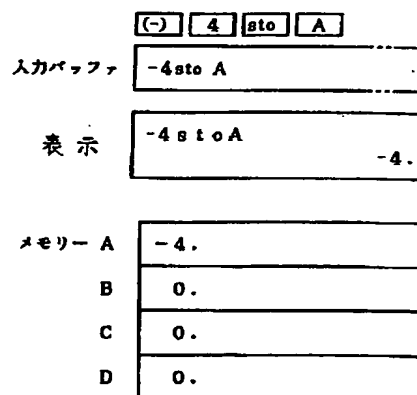 (-) 4 sto A
入力バッファ -4sto A
表示 -4stoA
-4.
メモリー A -4.
B 0.
C 0.
D 0.